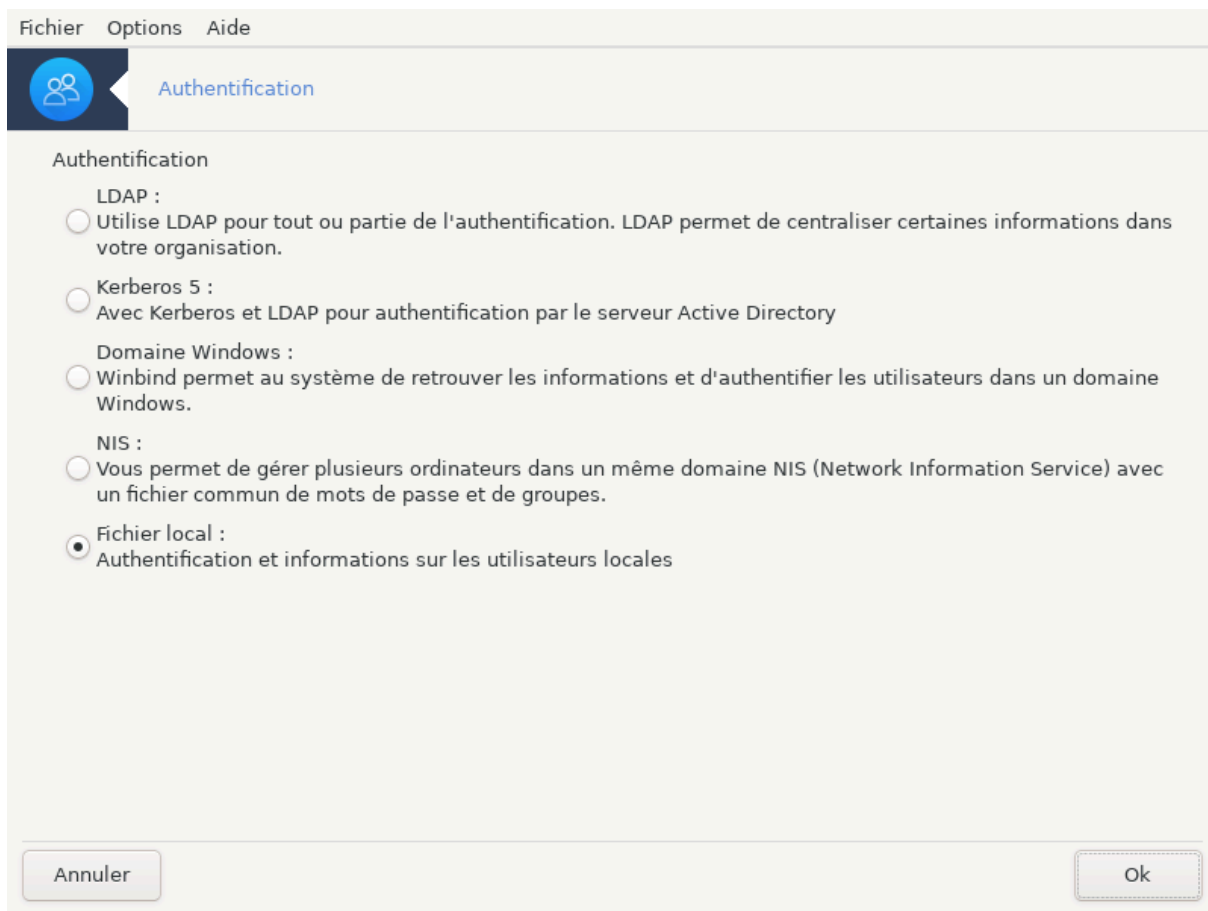 Fichier Options Aide
Authentification
Authentification
LDAP :
Utilise LDAP pour tout ou partie de l'authentification. LDAP permet de centraliser certaines informations dans
votre organisation.
Kerberos 5 :
Avec Kerberos et LDAP pour authentification par le serveur Active Directory
Domaine Windows :
Winbind permet au système de retrouver les informations et d'authentifier les utilisateurs dans un domaine
Windows.
NIS :
Vous permet de gérer plusieurs ordinateurs dans un même domaine NIS (Network Information Service) avec
un fichier commun de mots de passe et de groupes.
Fichier local :
Authentification et informations sur les utilisateurs locales
Annuler Ok